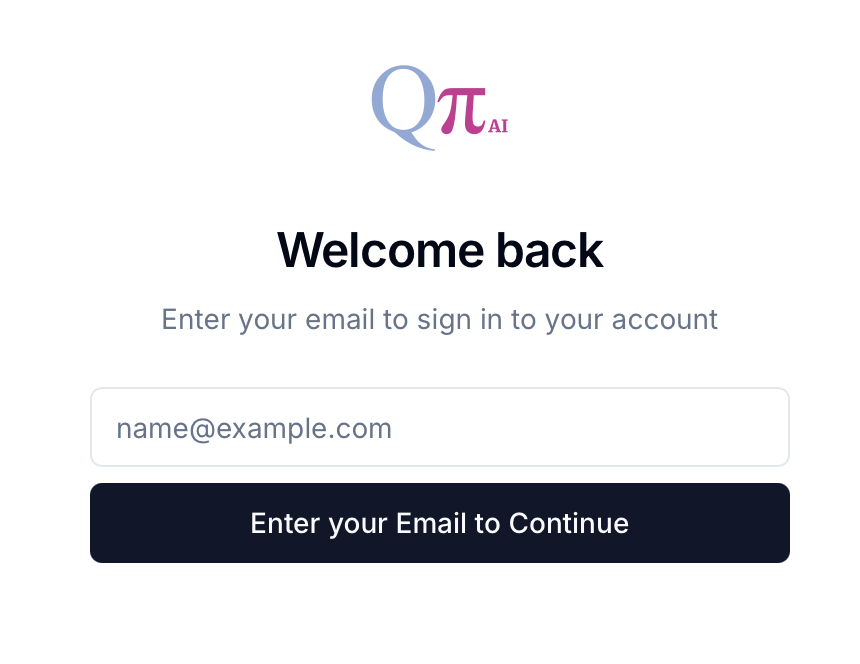 Qπ AI
Welcome back
Enter your email to sign in to your account
name@example.com
Enter your Email to Continue